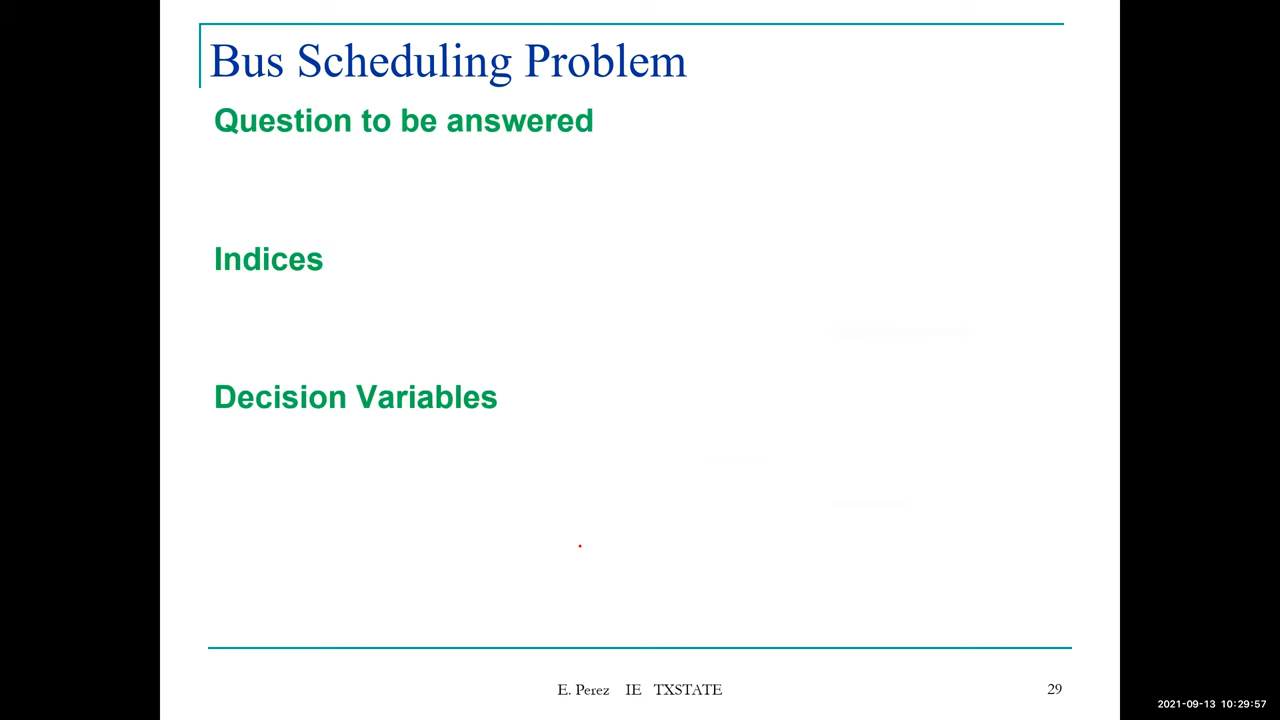 Bus Scheduling Problem
Question to be answered
Indices
Decision Variables
E. Perez IE TXSTATE
29
2021-09-13 10:29:57